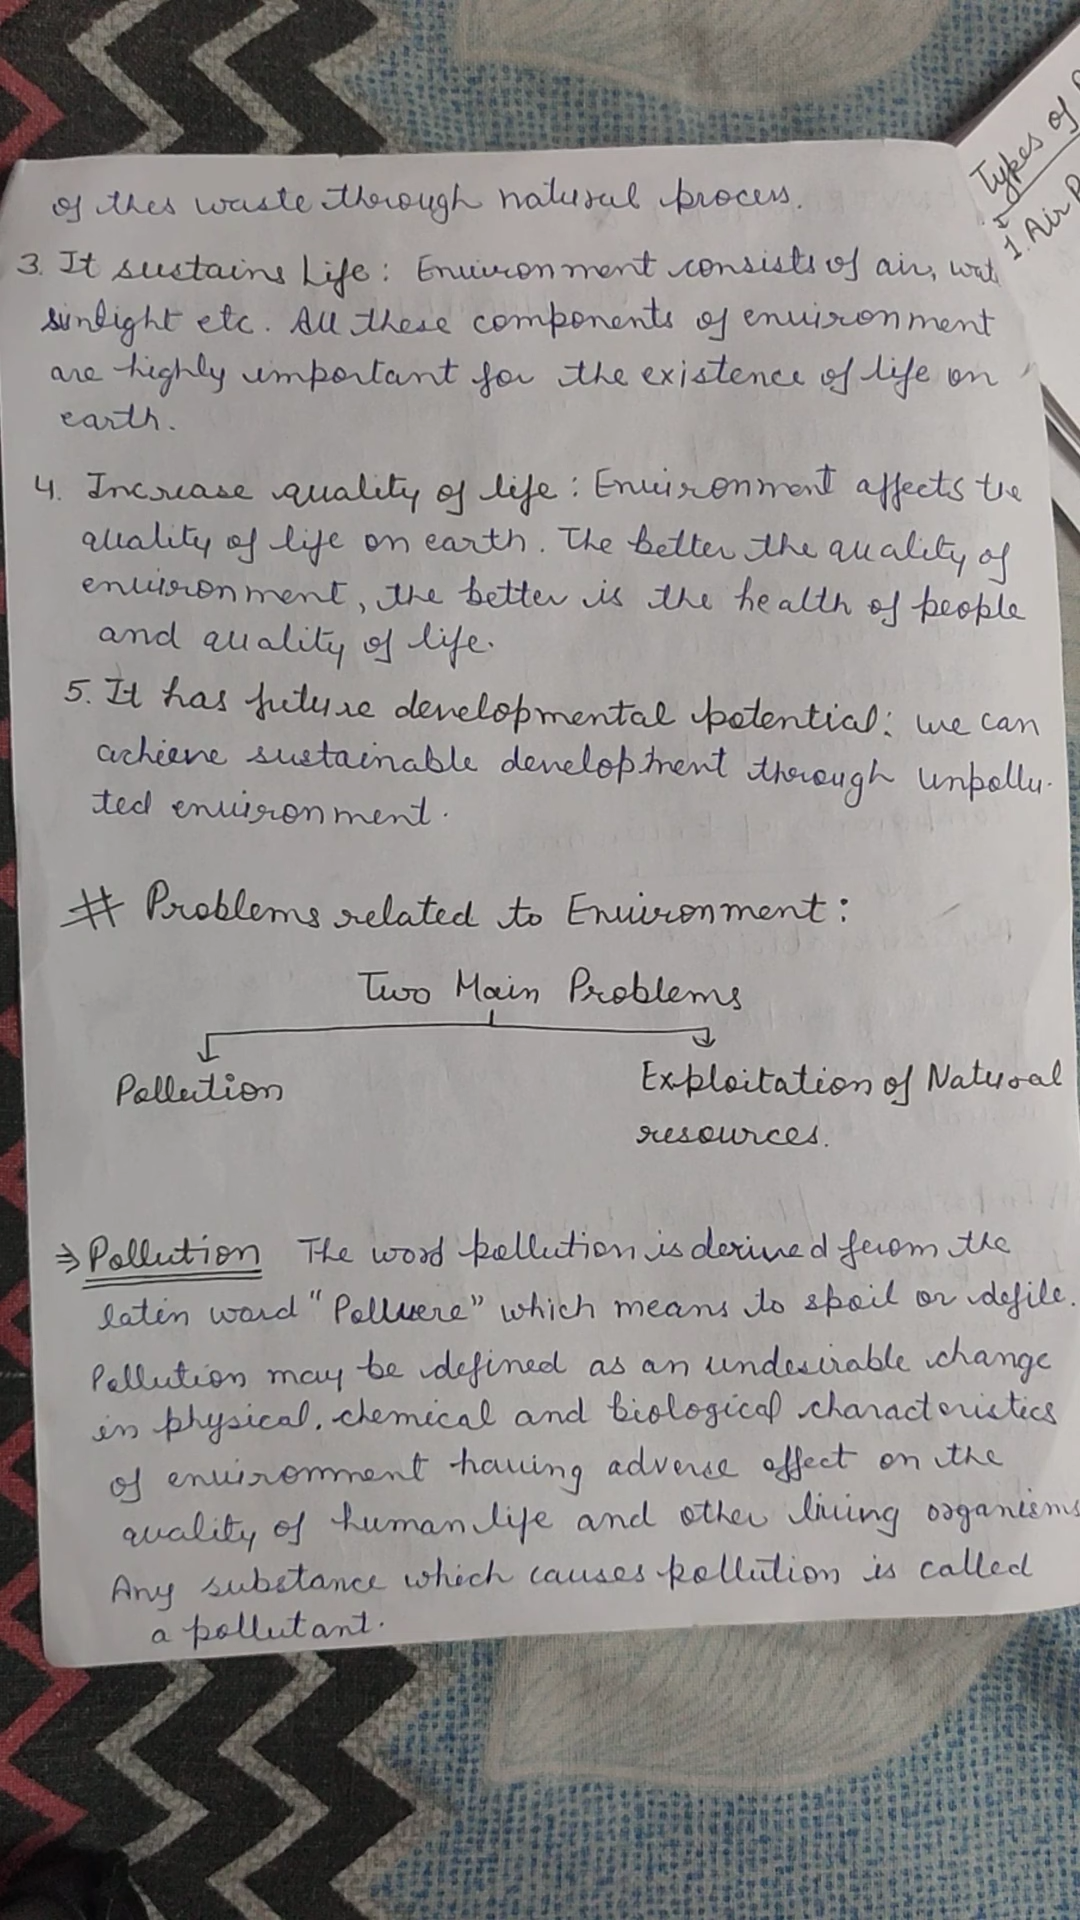 of thes waste through natural process.
3. It sustains Life: Environment consists of air, wat
sunlight etc. All these components of environment
are highly important for the existence of life on
earth.
4. Increase quality of life: Environment affects the
quality of life on earth. The better the quality of
environment, the better is the health of people
and quality of life.
5. It has future developmental potential: we can
achieve sustainable development through unpollu-
ted environment.
# Problems related to Environment:
Two Main Problems
Pollution
Exploitation of Natural
resources.
⇒ Pollution The word pollution is derived from the
latin word "Polluere" which means to spoil or defile.
Pollution may be defined as an undesirable change
in physical, chemical and biological characteristics
of environment having adverse effect on the
quality of human life and other living organisms
Any substance which causes pollution is called
a pollutant.
Types of
1. Air P